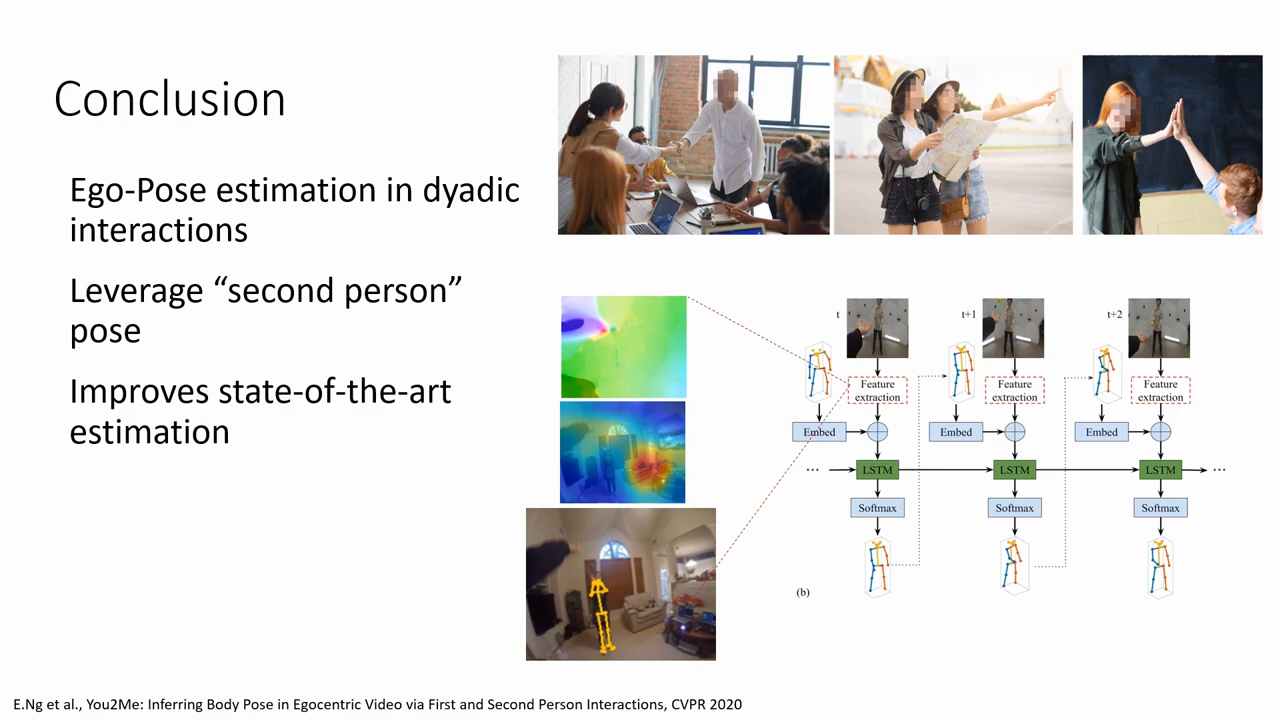 Conclusion
Ego-Pose estimation in dyadic
interactions
Leverage “second person”
pose
Improves state-of-the-art
estimation
t
t+1
t+2
Feature
extraction
Feature
extraction
Feature
extraction
Embed
Embed
Embed
...
LSTM
LSTM
LSTM
...
Softmax
Softmax
Softmax
(b)
E.Ng et al., You2Me: Inferring Body Pose in Egocentric Video via First and Second Person Interactions, CVPR 2020